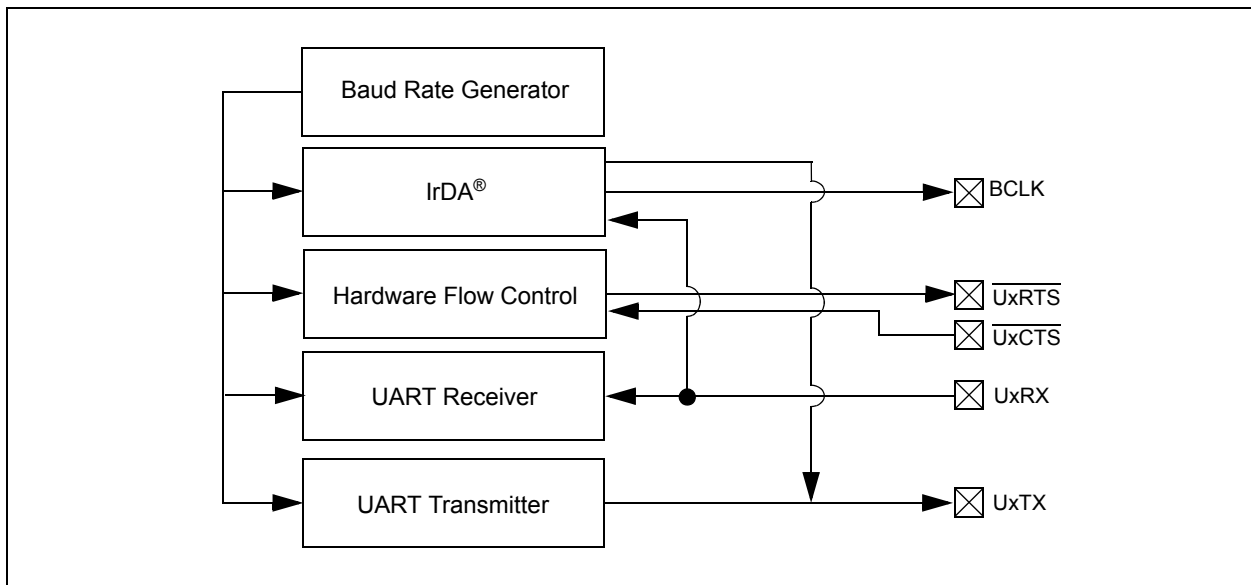 Baud Rate Generator
IrDA®
BCLK
Hardware Flow Control
UxRTS
UxCTS
UART Receiver
UxRX
UART Transmitter
UxTX